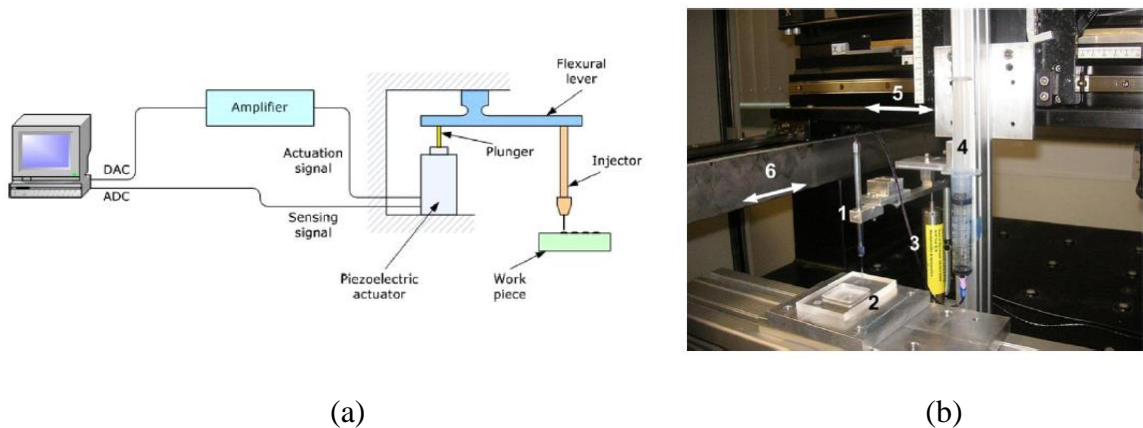 Flexural
lever
Amplifier
DAC
ADC
Actuation
signal
Plunger
Injector
Sensing
signal
Piezoelectric
actuator
Work
piece
5
4
6
1
3
2
(a)
(b)